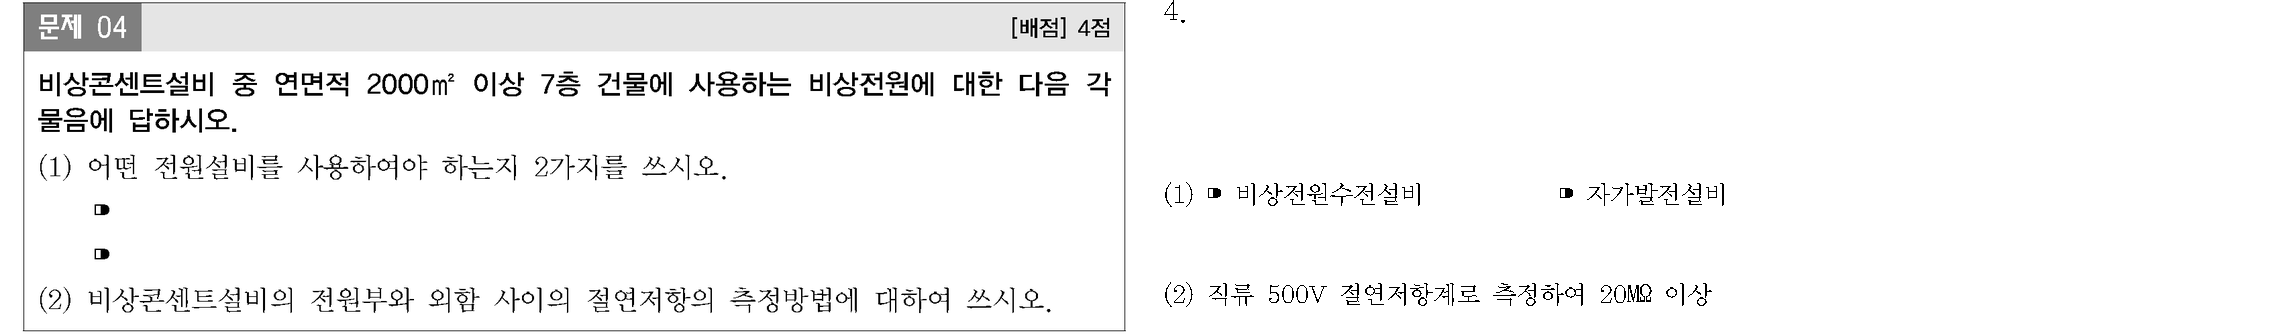 문제 04 [배점] 4점
비상콘센트설비 중 연면적 2000㎡ 이상 7층 건물에 사용하는 비상전원에 대한 다음 각
물음에 답하시오.
(1) 어떤 전원설비를 사용하여야 하는지 2가지를 쓰시오.
(2) 비상콘센트설비의 전원부와 외함 사이의 절연저항의 측정방법에 대하여 쓰시오.
4.
(1) 비상전원수전설비 자가발전설비
(2) 직류 500V 절연저항계로 측정하여 20㏁ 이상